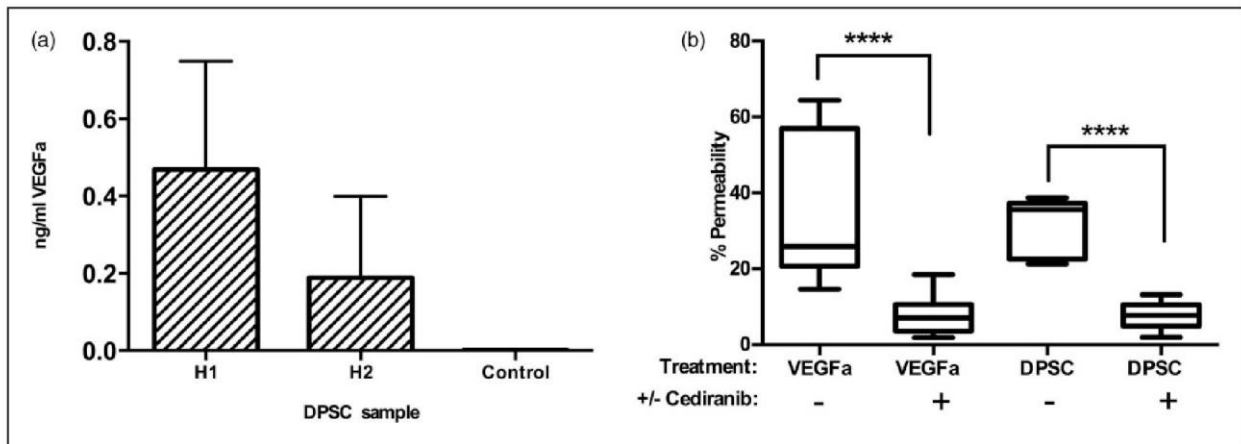 (a)
0.8
0.6
0.4
0.2
0.0
ng/ml VEGFa
H1 H2 Control
DPSC sample
(b)
80
60
40
20
0
% Permeability
****
****
Treatment: VEGFa VEGFa DPSC DPSC
+/- Cediranib: - + - +